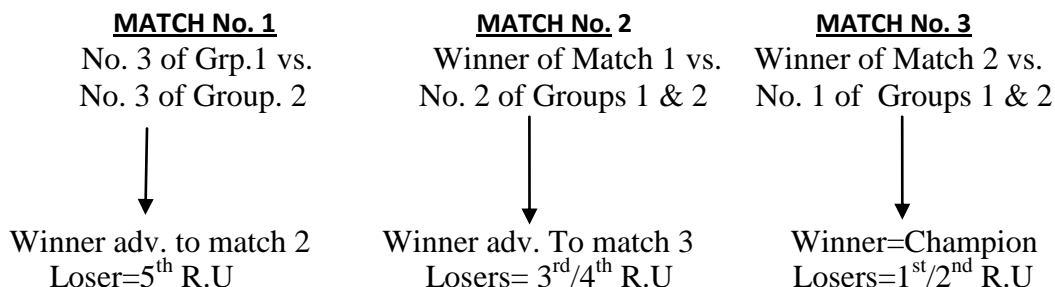 MATCH No. 1
No. 3 of Grp.1 vs.
No. 3 of Group. 2
Winner adv. to match 2
Loser=5th R.U
MATCH No. 2
Winner of Match 1 vs.
No. 2 of Groups 1 & 2
Winner adv. To match 3
Losers= 3rd/4th R.U
MATCH No. 3
Winner of Match 2 vs.
No. 1 of Groups 1 & 2
Winner=Champion
Losers=1st/2nd R.U